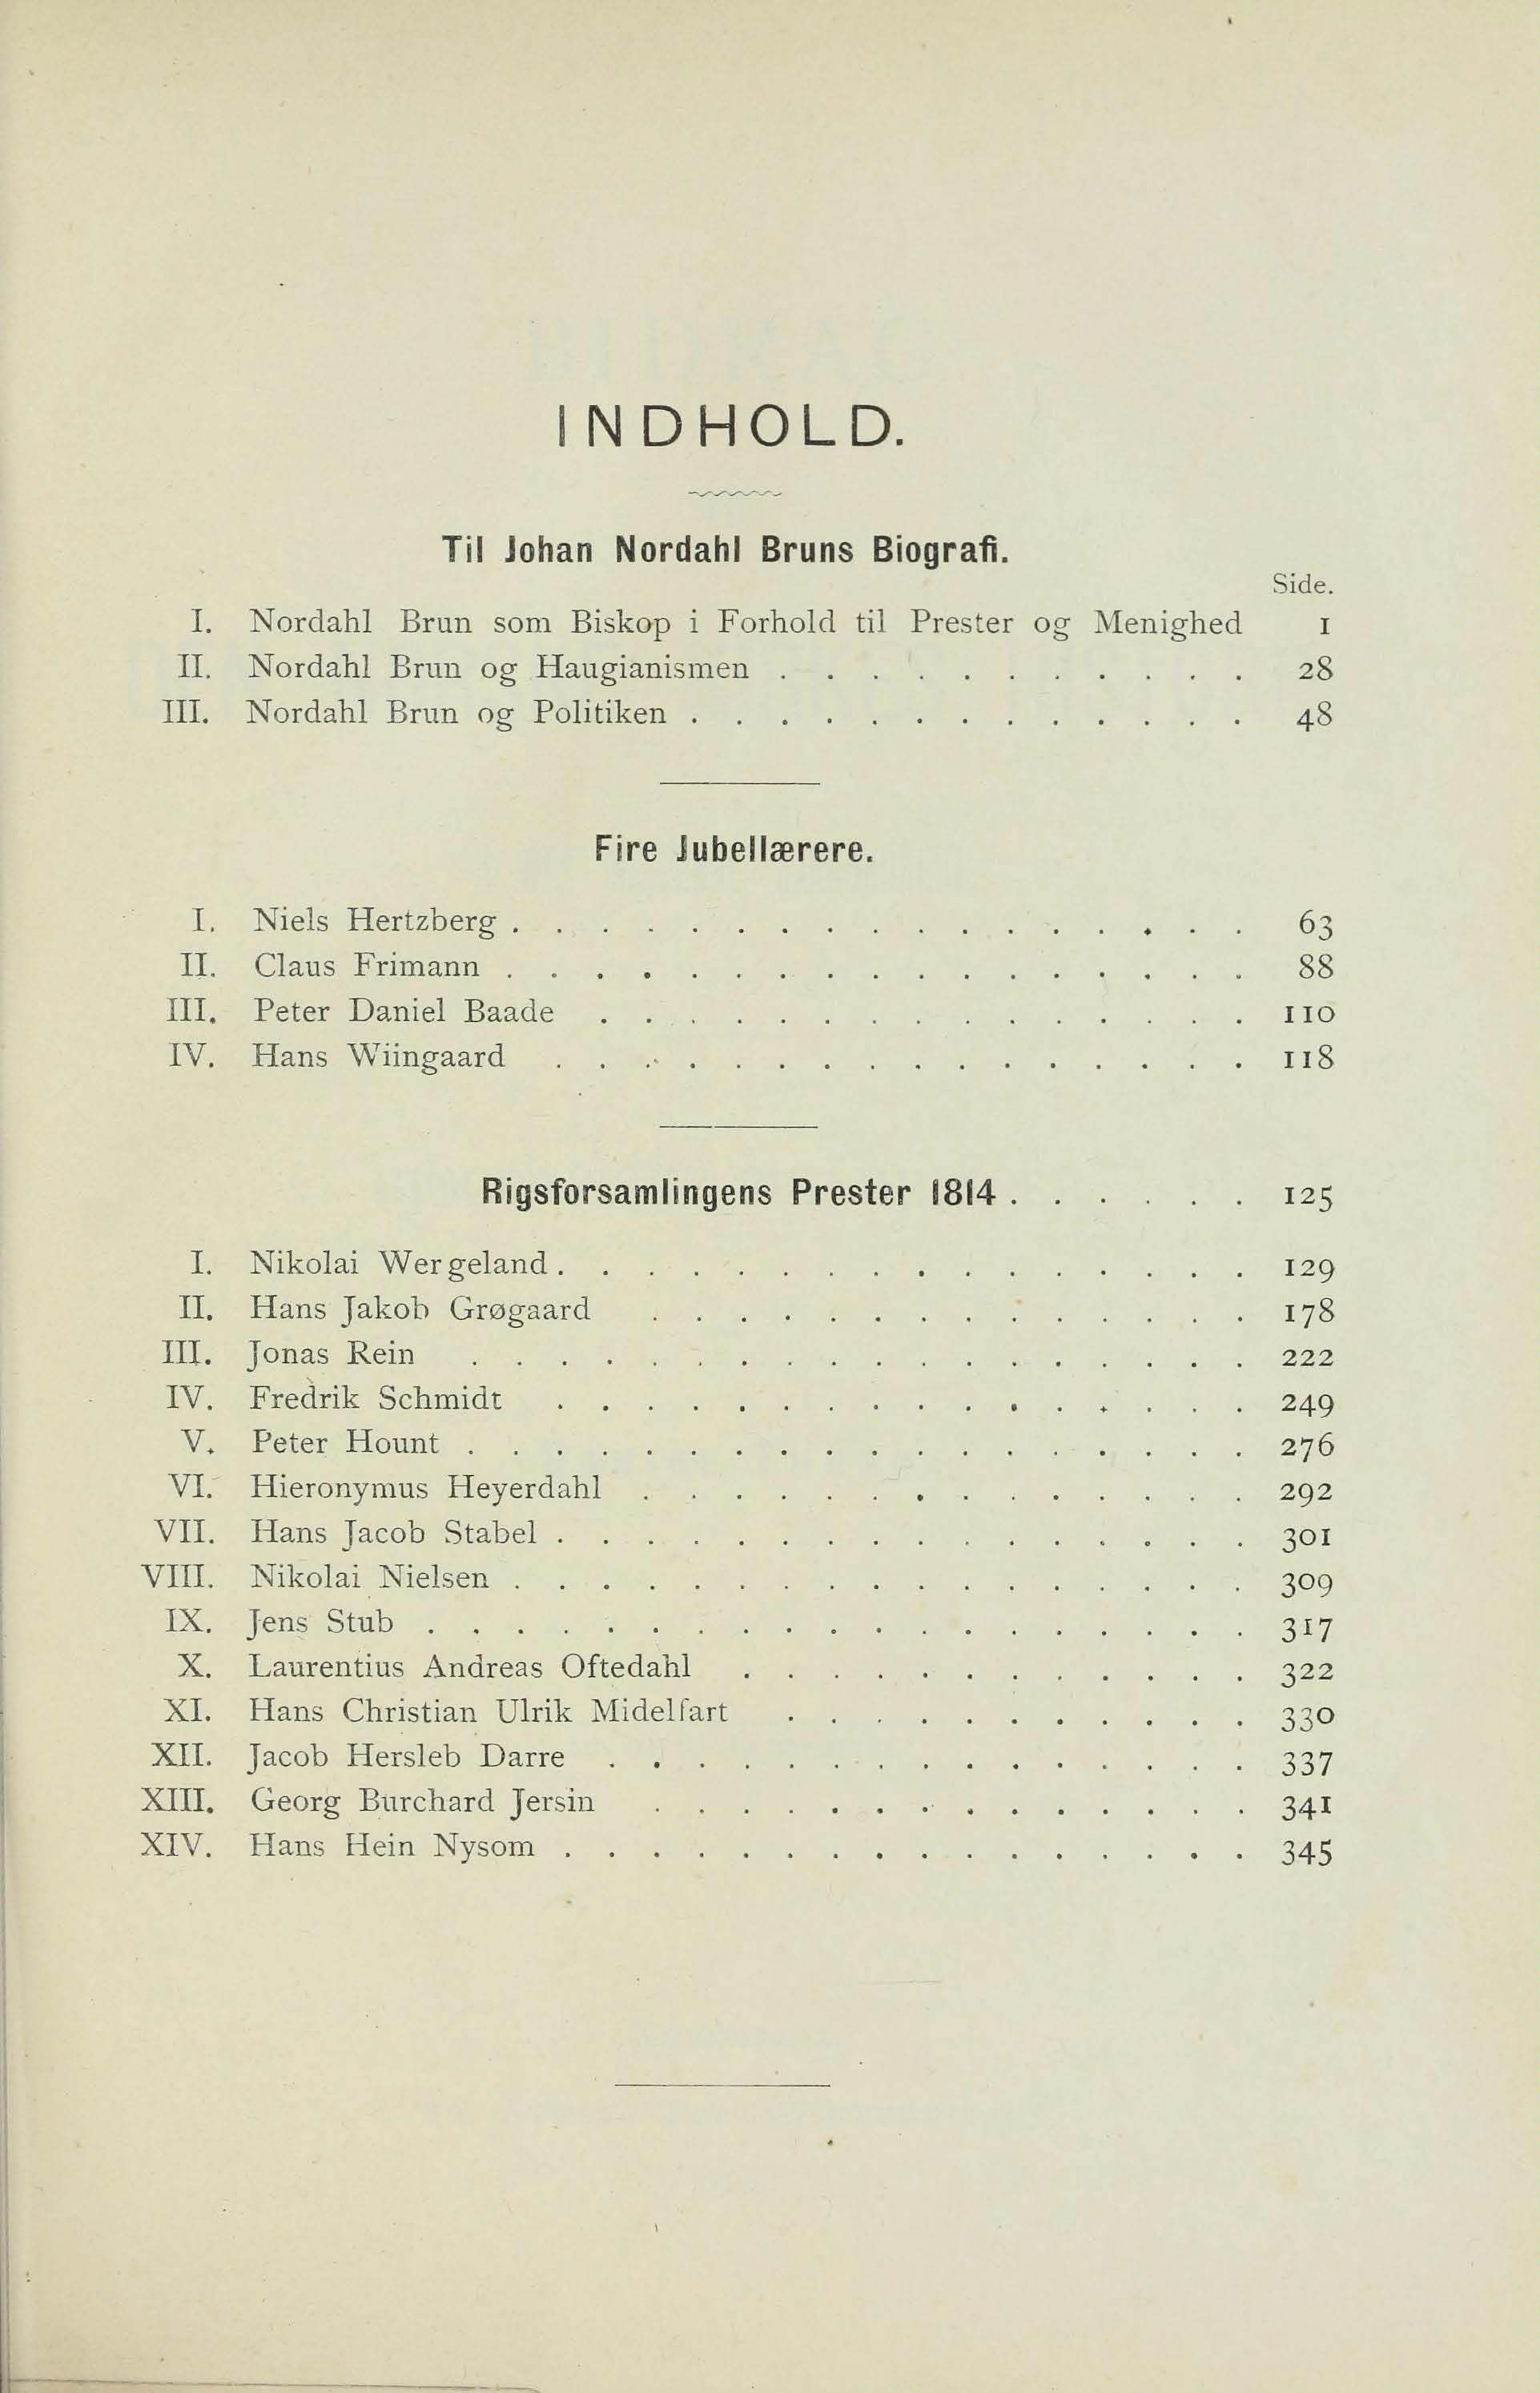 INDHOLD.
Til Johan Nordahl Bruns Biografi.
Side.
I. Nordahl Brun som Biskop i Forhold til Prester og Menighed 1
II. Nordahl Brun og Haugianismen . . . . . . . . . . . 28
III. Nordahl Brun og Politiken . . . . . . . . . . . . . 48
Fire Jubellærere.
I. Niels Hertzberg . . . . . . . . . . . . . . . . . 63
II. Claus Frimann . . . . . . . . . . . . . . . . . 88
III. Peter Daniel Baade . . . . . . . . . . . . . . . 110
IV. Hans Wiingaard . . . . . . . . . . . . . . . . 118
Rigsforsamlingens Prester 1814 . . . . . . 125
I. Nikolai Wergeland . . . . . . . . . . . . . . . . 129
II. Hans Jakob Grøgaard . . . . . . . . . . . . . . 178
III. Jonas Rein . . . . . . . . . . . . . . . . . . 222
IV. Fredrik Schmidt . . . . . . . . . . . . . . . . 249
V. Peter Hount . . . . . . . . . . . . . . . . . . 276
VI. Hieronymus Heyerdahl . . . . . . . . . . . . . . 292
VII. Hans Jacob Stabel . . . . . . . . . . . . . . . . 301
VIII. Nikolai Nielsen . . . . . . . . . . . . . . . . . 309
IX. Jens Stub . . . . . . . . . . . . . . . . . . . 317
X. Laurentius Andreas Oftedahl . . . . . . . . . . . . 322
XI. Hans Christian Ulrik Midelfart . . . . . . . . . . . 330
XII. Jacob Hersleb Darre . . . . . . . . . . . . . . . 337
XIII. Georg Burchard Jersin . . . . . . . . . . . . . . 341
XIV. Hans Hein Nysom . . . . . . . . . . . . . . . . 345